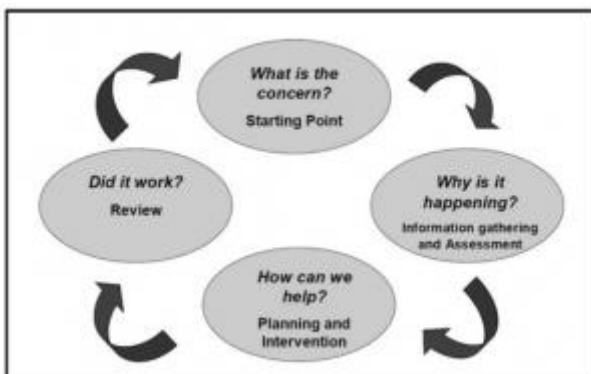 What is the
concern?
Starting Point
Why is it
happening?
Information gathering
and Assessment
How can we
help?
Planning and
Intervention
Did it work?
Review